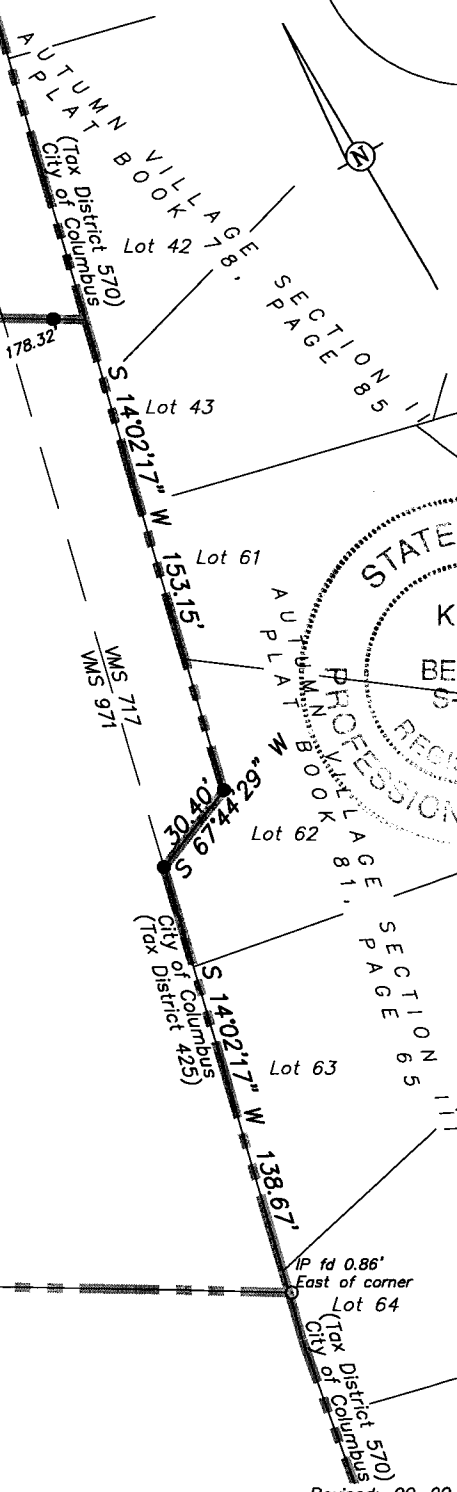 AUTUMN VILLAGE SECTION II
PLAT BOOK 78, PAGE 85
N
(Tax District 570)
City of Columbus
Lot 42
178.32'
Lot 43
S 14°02'17" W 153.15'
Lot 61
STATE
K
BE
S
REGIS
PROFESSION
VMS 717
VMS 971
AUTUMN VILLAGE SECTION III
PLAT BOOK 81, PAGE 65
30.40'
S 67°44'29" W
Lot 62
City of Columbus
(Tax District 425)
S 14°02'17" W 138.67'
Lot 63
IP fd 0.86'
East of corner
Lot 64
(Tax District 570)
City of Columbus